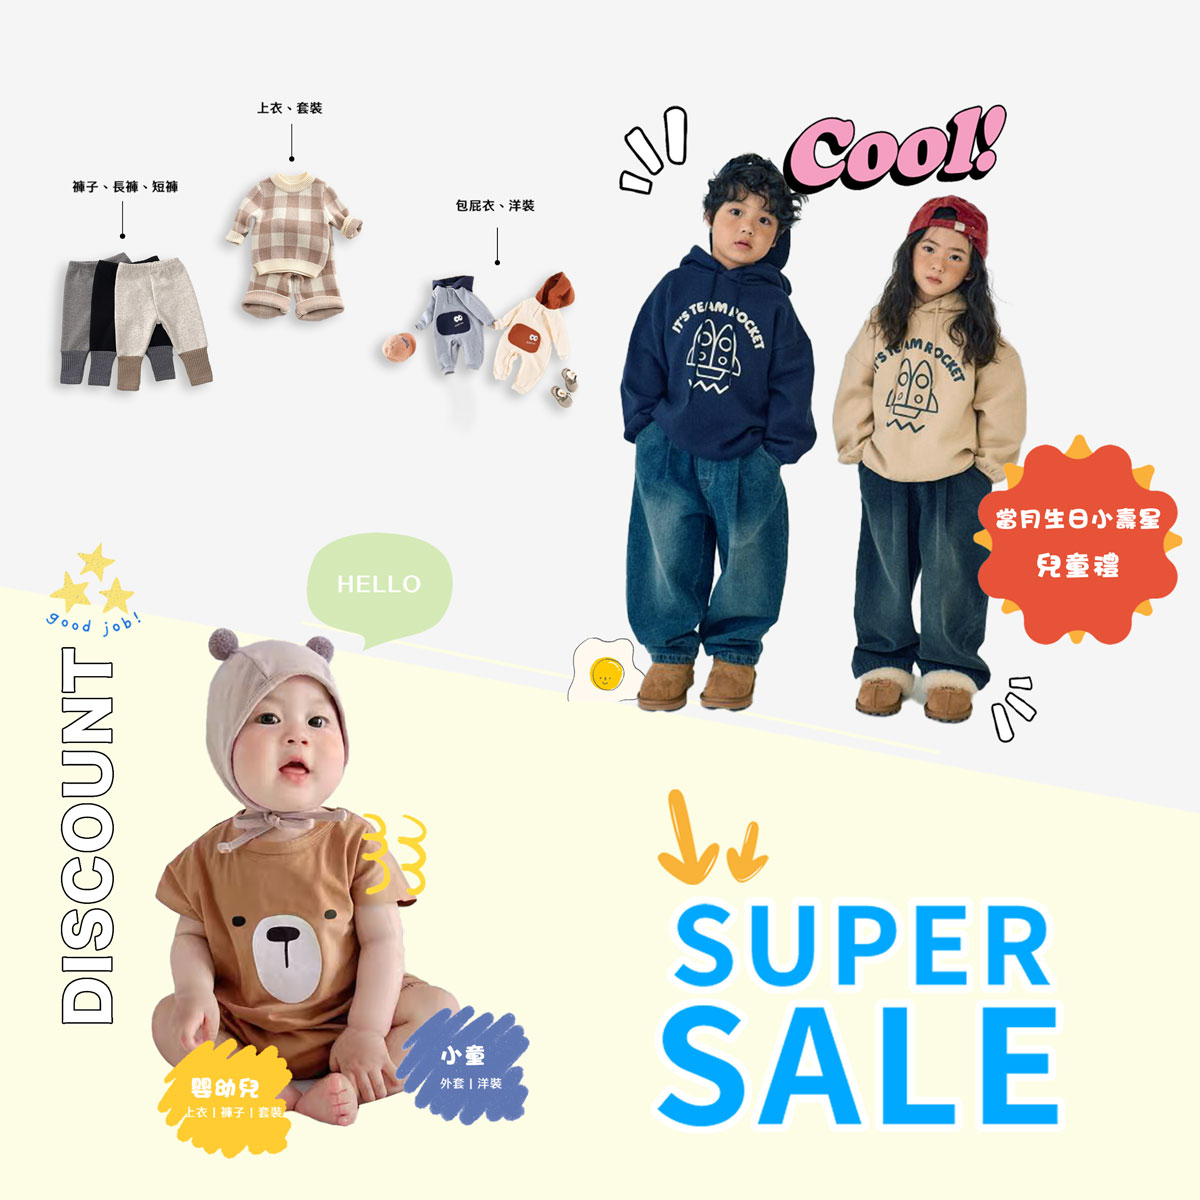 上衣、套裝
褲子、長褲、短褲
包屁衣、洋裝
Cool!
IT'S TEAM ROCKET
IT'S TEAM ROCKET
當月生日小壽星
兒童禮
good job!
HELLO
DISCOUNT
嬰幼兒
上衣 | 褲子 | 套裝
小童
外套 | 洋裝
SUPER
SALE